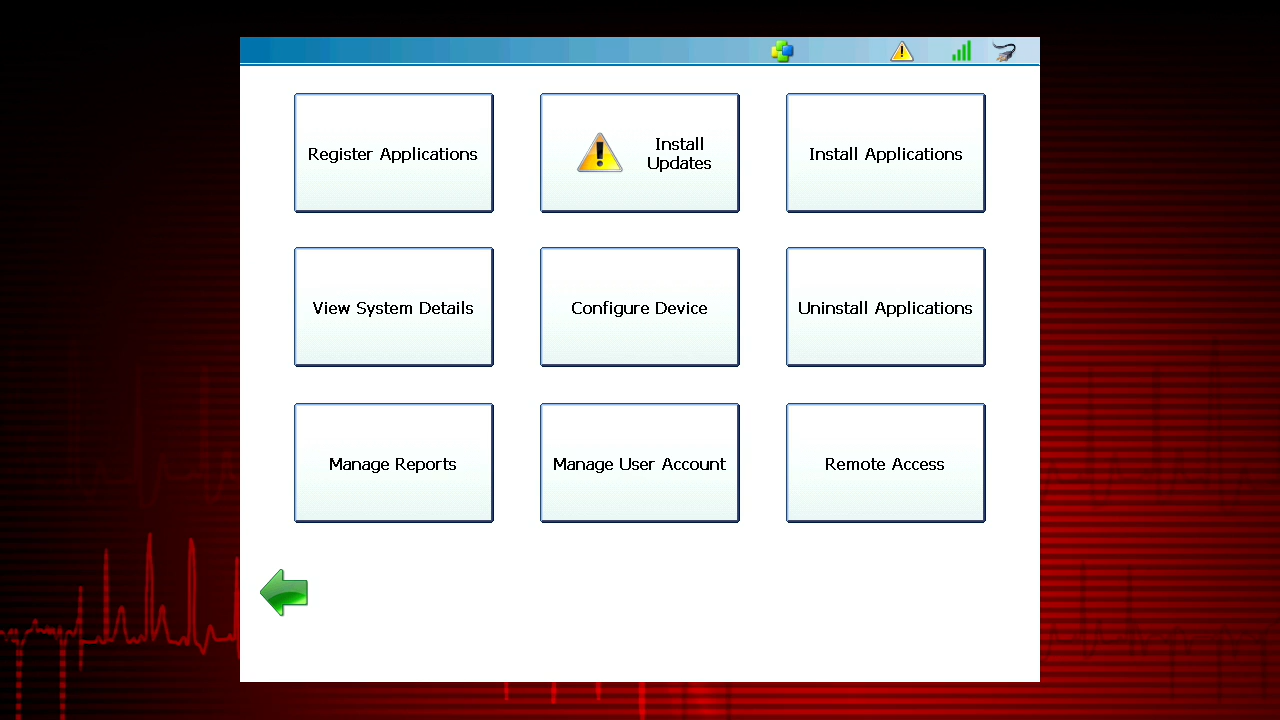 Register Applications
Install
Updates
Install Applications
View System Details
Configure Device
Uninstall Applications
Manage Reports
Manage User Account
Remote Access